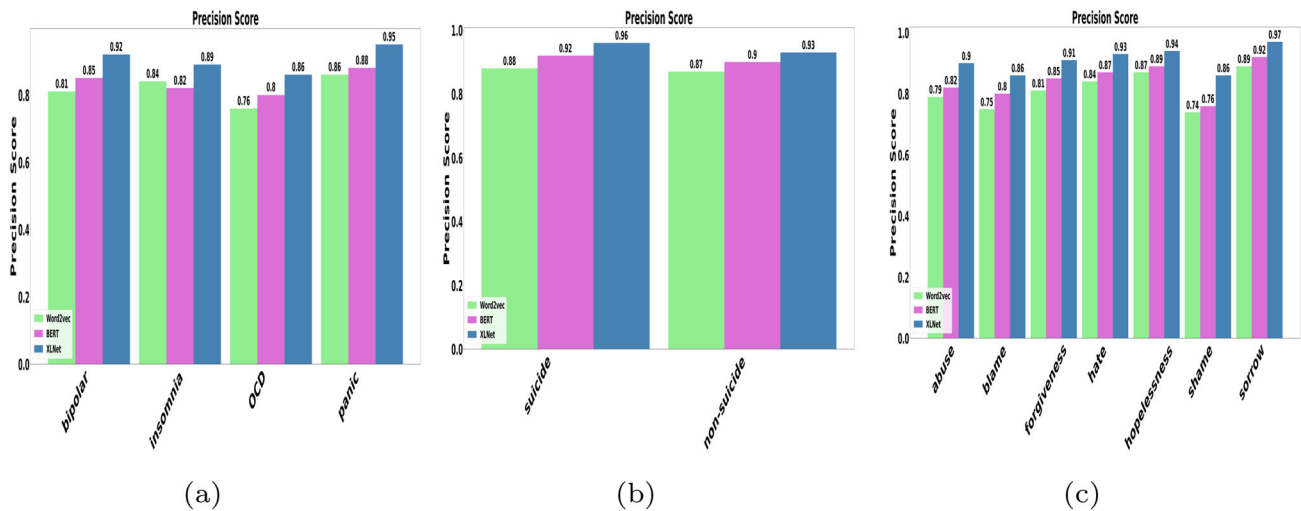 Precision Score
Precision Score
0.8
0.6
0.4
0.2
0.0
0.81
0.85
0.92
0.84
0.82
0.89
0.76
0.8
0.86
0.86
0.88
0.95
Word2vec
BERT
XLNet
bipolar
insomnia
OCD
panic
(a)
Precision Score
Precision Score
1.0
0.8
0.6
0.4
0.2
0.0
0.88
0.92
0.96
0.87
0.9
0.93
Word2vec
BERT
XLNet
suicide
non-suicide
(b)
Precision Score
Precision Score
1.0
0.8
0.6
0.4
0.2
0.0
0.79
0.82
0.9
0.75
0.8
0.86
0.81
0.85
0.91
0.84
0.87
0.93
0.87
0.89
0.94
0.74
0.76
0.86
0.89
0.92
0.97
Word2vec
BERT
XLNet
abuse
blame
forgiveness
hate
hopelessness
shame
sorrow
(c)